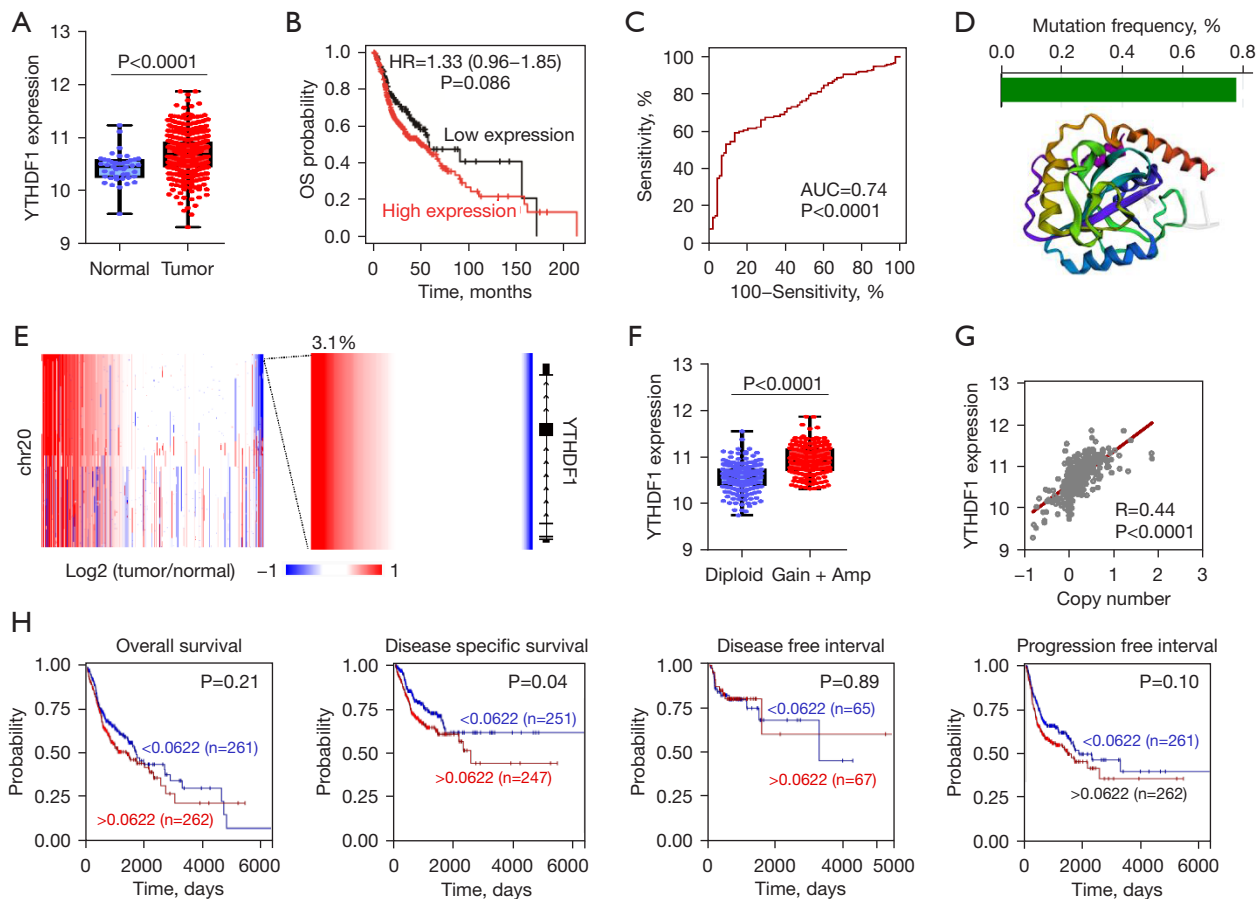 A
YTHDF1 expression
13
12
11
10
9
P<0.0001
Normal
Tumor
B
OS probability
1.0
0.8
0.6
0.4
0.2
0.0
HR=1.33 (0.96−1.85)
P=0.086
Low expression
High expression
0 50 100 150 200
Time, months
C
Sensitivity, %
100
80
60
40
20
0
AUC=0.74
P<0.0001
0 20 40 60 80 100
100−Sensitivity, %
D
Mutation frequency, %
0.0 0.2 0.4 0.6 0.8
E
chr20
3.1%
YTHDF1
Log2 (tumor/normal) −1 1
F
YTHDF1 expression
13
12
11
10
9
P<0.0001
Diploid
Gain + Amp
G
YTHDF1 expression
13
12
11
10
9
R=0.44
P<0.0001
−1 0 1 2 3
Copy number
H
Overall survival
Probability
1.00
0.75
0.50
0.25
0.00
P=0.21
<0.0622 (n=261)
>0.0622 (n=262)
0 2000 4000 6000
Time, days
Disease specific survival
Probability
1.00
0.75
0.50
0.25
0.00
P=0.04
<0.0622 (n=251)
>0.0622 (n=247)
0 2000 4000 6000
Time, days
Disease free interval
Probability
1.00
0.75
0.50
0.25
0.00
P=0.89
<0.0622 (n=65)
>0.0622 (n=67)
0 1000 2000 3000 4000 5000
Time, days
Progression free interval
Probability
1.00
0.75
0.50
0.25
0.00
P=0.10
<0.0622 (n=261)
>0.0622 (n=262)
0 2000 4000 6000
Time, days